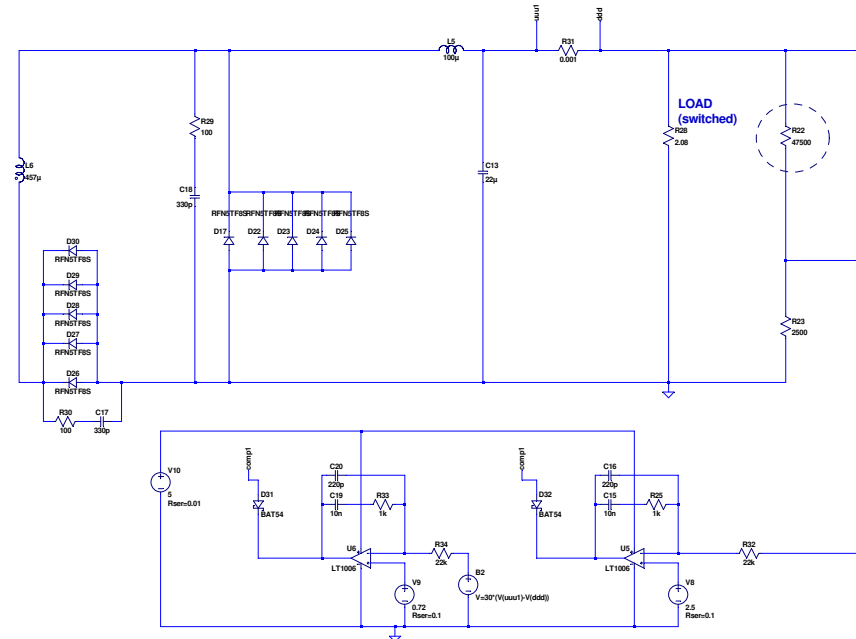 uuu1
ddd
L5
100µ
R31
0.001
R29
100
LOAD
(switched)
R28
2.08
R22
47500
L6
457µ
C18
330p
C13
22µ
RFN5TF8S
RFN5TF8S
RFN5TF8S
RFN5TF8S
RFN5TF8S
D17
D22
D23
D24
D25
D30
RFN5TF8S
D29
RFN5TF8S
D28
RFN5TF8S
D27
RFN5TF8S
D26
RFN5TF8S
R30
100
C17
330p
R23
2500
V10
5
Rser=0.01
comp1
D31
BAT54
C20
220p
C19
10n
R33
1k
U6
LT1006
R34
22k
V9
0.72
Rser=0.1
B2
V=30*(V(uuu1)-V(ddd))
comp1
D32
BAT54
C16
220p
C15
10n
R25
1k
U5
LT1006
R32
22k
V8
2.5
Rser=0.1